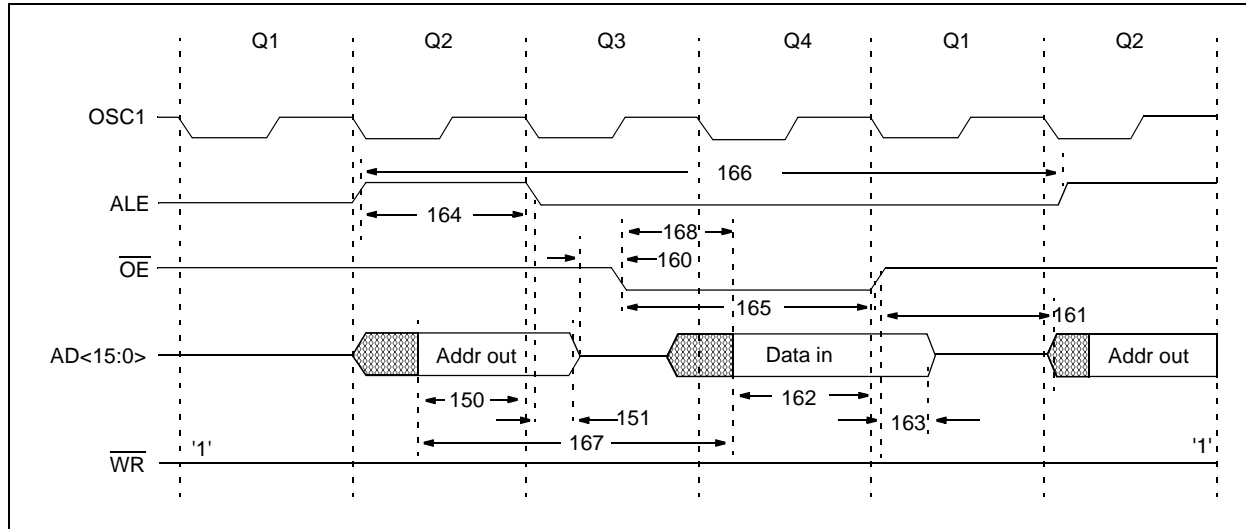 Q1 Q2 Q3 Q4 Q1 Q2
OSC1
166
ALE
164
168
OE
160
165
161
AD<15:0>
Addr out Data in Addr out
150 162
151 163
167
'1' '1'
WR